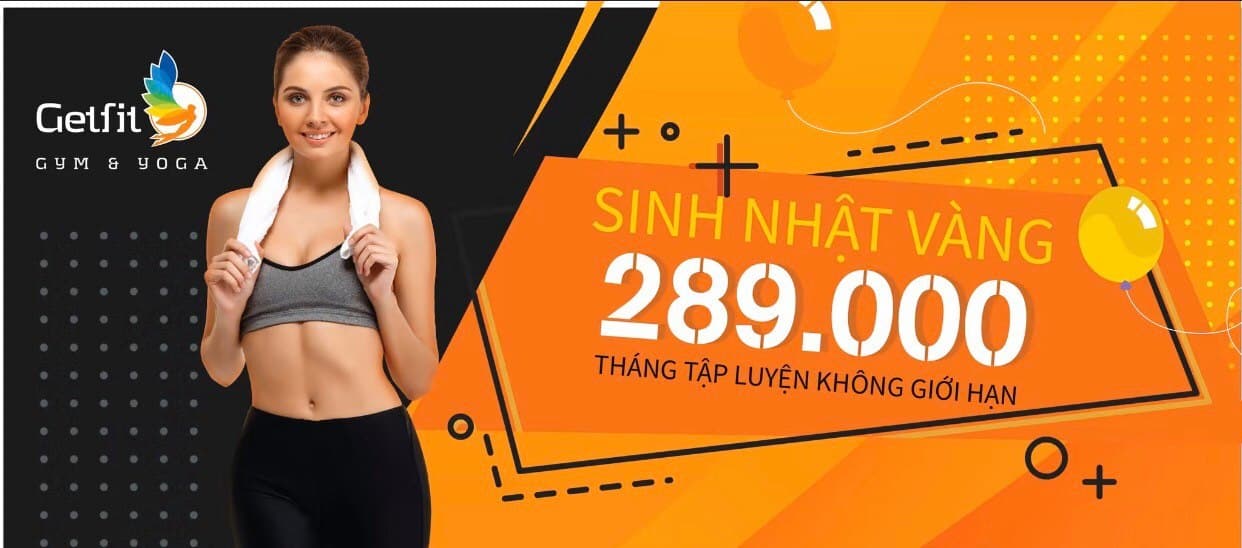 Getfit
GYM & YOGA
SINH NHẬT VÀNG
289.000
THÁNG TẬP LUYỆN KHÔNG GIỚI HẠN